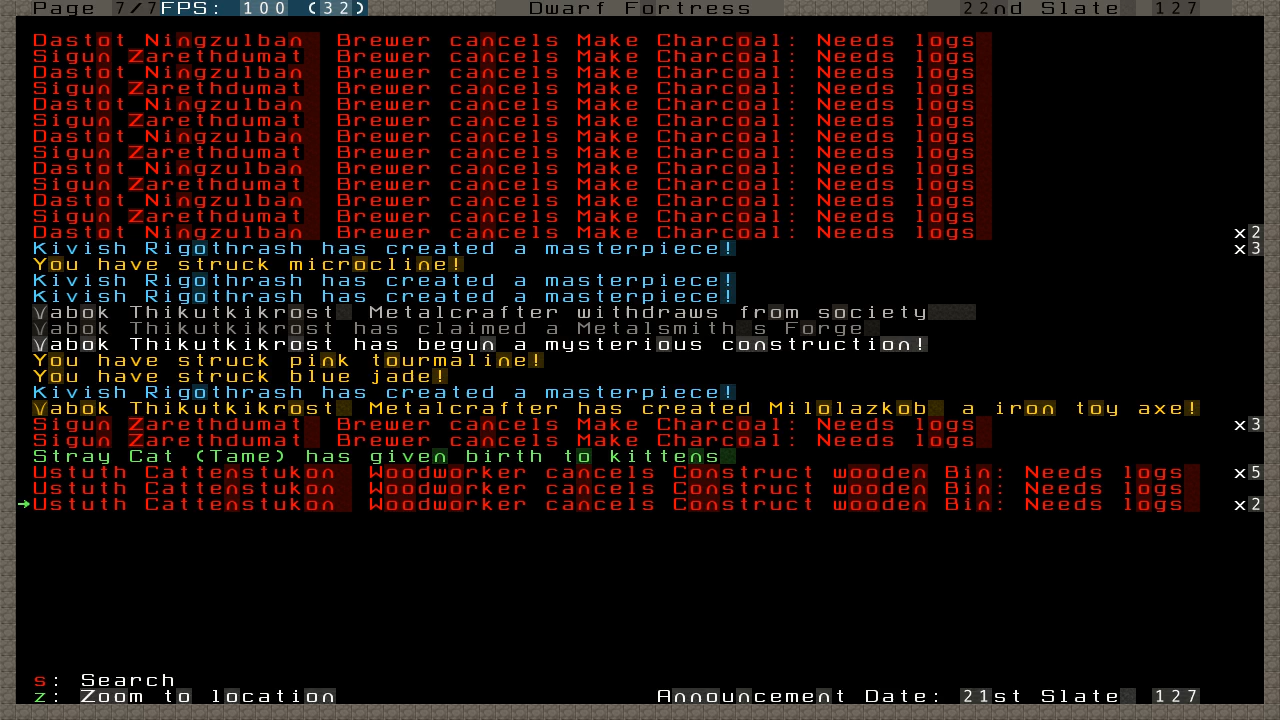 Page 7/7 FPS: 100 (32) Dwarf Fortress 22nd Slate 127
Dastot Ningzulban Brewer cancels Make Charcoal: Needs logs
Sigun Zarethdumat Brewer cancels Make Charcoal: Needs logs
Dastot Ningzulban Brewer cancels Make Charcoal: Needs logs
Sigun Zarethdumat Brewer cancels Make Charcoal: Needs logs
Dastot Ningzulban Brewer cancels Make Charcoal: Needs logs
Sigun Zarethdumat Brewer cancels Make Charcoal: Needs logs
Dastot Ningzulban Brewer cancels Make Charcoal: Needs logs
Sigun Zarethdumat Brewer cancels Make Charcoal: Needs logs
Dastot Ningzulban Brewer cancels Make Charcoal: Needs logs
Sigun Zarethdumat Brewer cancels Make Charcoal: Needs logs
Dastot Ningzulban Brewer cancels Make Charcoal: Needs logs
Sigun Zarethdumat Brewer cancels Make Charcoal: Needs logs
Dastot Ningzulban Brewer cancels Make Charcoal: Needs logs x2
Kivish Rigothrash has created a masterpiece! x3
You have struck microcline!
Kivish Rigothrash has created a masterpiece!
Kivish Rigothrash has created a masterpiece!
Vabok Thikutkikrost Metalcrafter withdraws from society
Vabok Thikutkikrost has claimed a Metalsmith s Forge
Vabok Thikutkikrost has begun a mysterious construction!
You have struck pink tourmaline!
You have struck blue jade!
Kivish Rigothrash has created a masterpiece!
Vabok Thikutkikrost Metalcrafter has created Milolazkob a iron toy axe!
Sigun Zarethdumat Brewer cancels Make Charcoal: Needs logs x3
Sigun Zarethdumat Brewer cancels Make Charcoal: Needs logs
Stray Cat (Tame) has given birth to kittens
Ustuth Cattenstukon Woodworker cancels Construct wooden Bin: Needs logs x5
Ustuth Cattenstukon Woodworker cancels Construct wooden Bin: Needs logs
→Ustuth Cattenstukon Woodworker cancels Construct wooden Bin: Needs logs x2
s: Search
z: Zoom to location Announcement Date: 21st Slate 127